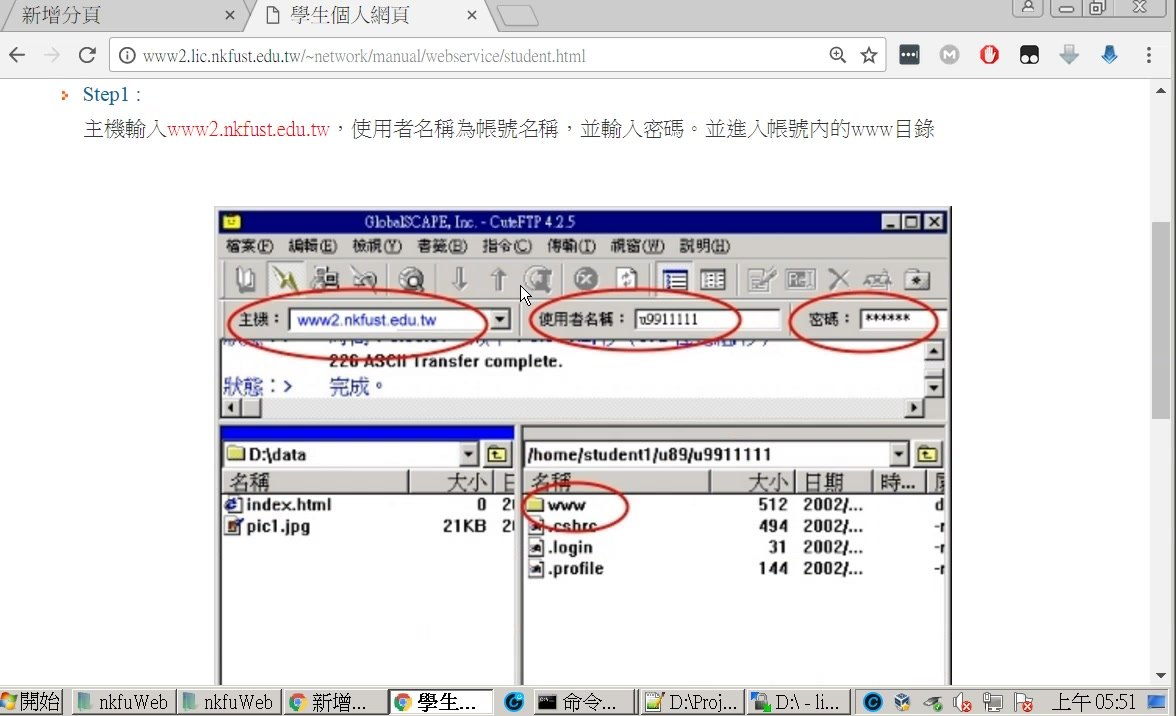 新增分頁 學生個人網頁
www2.lic.nkfust.edu.tw/~network/manual/webservice/student.html
Step1 :
主機輸入www2.nkfust.edu.tw，使用者名稱為帳號名稱，並輸入密碼。並進入帳號內的www目錄
GlobalSCAPE, Inc. - CuteFTP 4.2.5
檔案(F) 編輯(E) 檢視(V) 書籤(B) 指令(C) 傳輸(T) 視窗(W) 說明(H)
主機： www2.nkfust.edu.tw 使用者名稱： u9911111 密碼： ******
226 ASCII Transfer complete.
狀態：> 完成。
D:\data /home/student1/u89/u9911111
名稱 大小 名稱 大小 日期 時...
index.html 0 www 512 2002/...
pic1.jpg 21KB .cshrc 494 2002/...
.login 31 2002/...
.profile 144 2002/...
開始 nkfuWeb nkfuWeb 新增... 學生... 命令... D:\Proj... D:\ - li... 上午 05:51